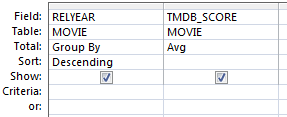 Field: RELYEAR TMDB_SCORE
Table: MOVIE MOVIE
Total: Group By Avg
Sort: Descending
Show:
Criteria:
or: